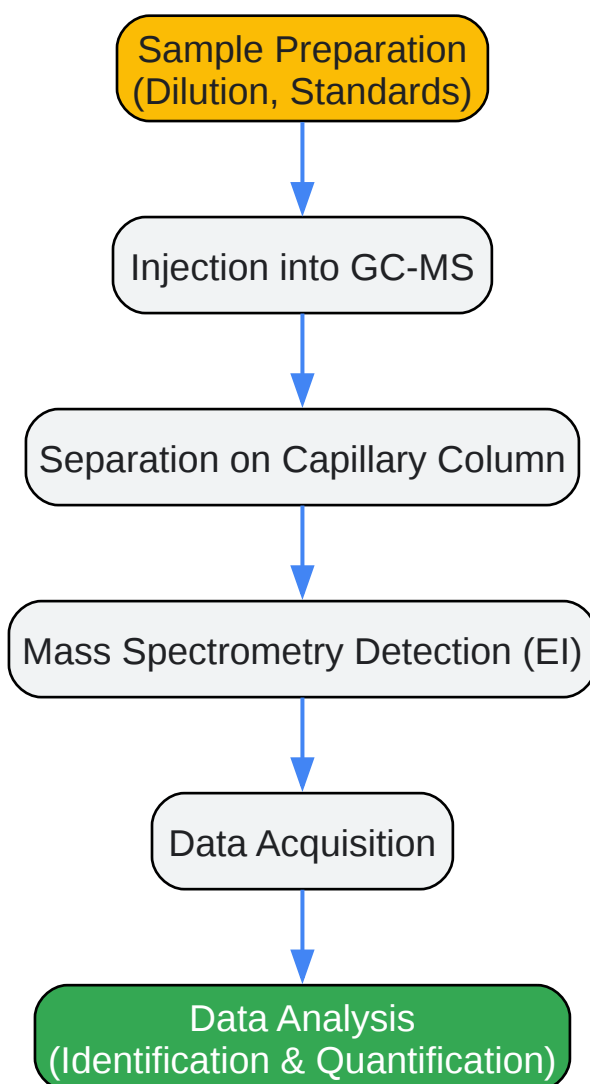 Sample Preparation
(Dilution, Standards)
Injection into GC-MS
Separation on Capillary Column
Mass Spectrometry Detection (EI)
Data Acquisition
Data Analysis
(Identification & Quantification)